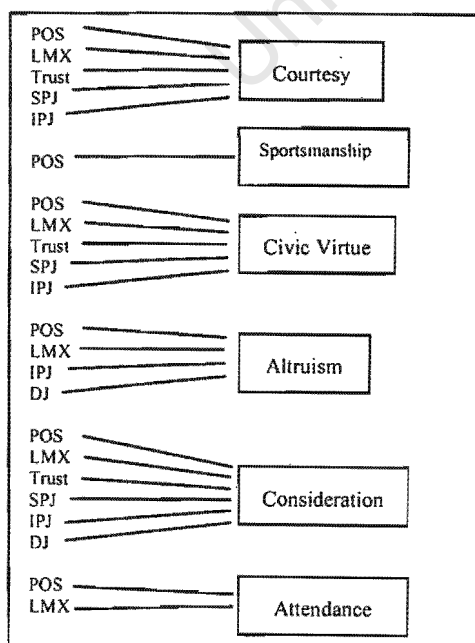 POS
LMX
Trust
SPJ
IPJ
Courtesy
POS
Sportsmanship
POS
LMX
Trust
SPJ
IPJ
Civic Virtue
POS
LMX
IPJ
DJ
Altruism
POS
LMX
Trust
SPJ
IPJ
DJ
Consideration
POS
LMX
Attendance